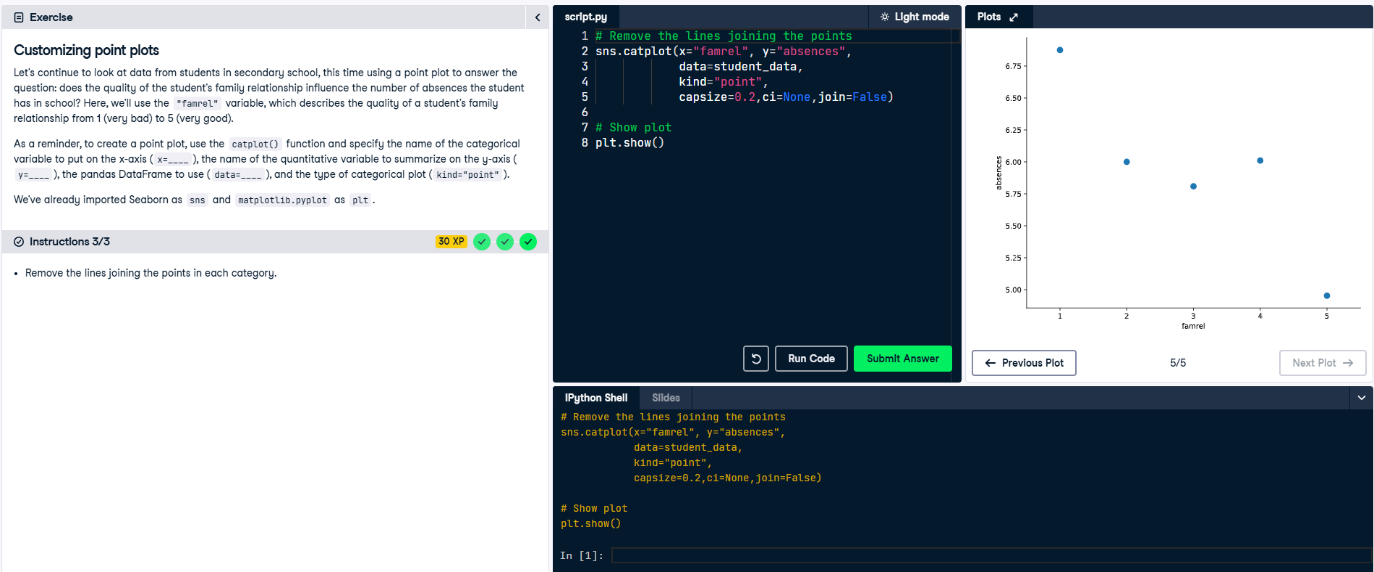 Exercise
Customizing point plots
Let's continue to look at data from students in secondary school, this time using a point plot to answer the
question: does the quality of the student's family relationship influence the number of absences the student
has in school? Here, we'll use the "famrel" variable, which describes the quality of a student's family
relationship from 1 (very bad) to 5 (very good).
As a reminder, to create a point plot, use the catplot() function and specify the name of the categorical
variable to put on the x-axis ( x=____ ), the name of the quantitative variable to summarize on the y-axis (
y=____ ), the pandas DataFrame to use ( data=____ ), and the type of categorical plot ( kind="point" ).
We've already imported Seaborn as sns and matplotlib.pyplot as plt .
Instructions 3/3
30 XP
• Remove the lines joining the points in each category.
script.py
Light mode
1 # Remove the lines joining the points
2 sns.catplot(x="famrel", y="absences",
3             data=student_data,
4             kind="point",
5             capsize=0.2,ci=None,join=False)
6
7 # Show plot
8 plt.show()
Run Code
Submit Answer
Plots
6.75
6.50
6.25
6.00
5.75
5.50
5.25
5.00
absences
1 2 3 4 5
famrel
← Previous Plot
5/5
Next Plot →
IPython Shell
Slides
# Remove the lines joining the points
sns.catplot(x="famrel", y="absences",
            data=student_data,
            kind="point",
            capsize=0.2,ci=None,join=False)
# Show plot
plt.show()
In [1]: